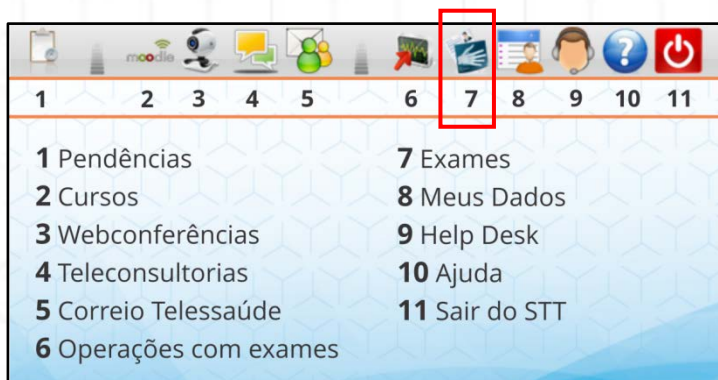 moodle
1 2 3 4 5 6 7 8 9 10 11
1 Pendências
2 Cursos
3 Webconferências
4 Teleconsultorias
5 Correio Telessaúde
6 Operações com exames
7 Exames
8 Meus Dados
9 Help Desk
10 Ajuda
11 Sair do STT